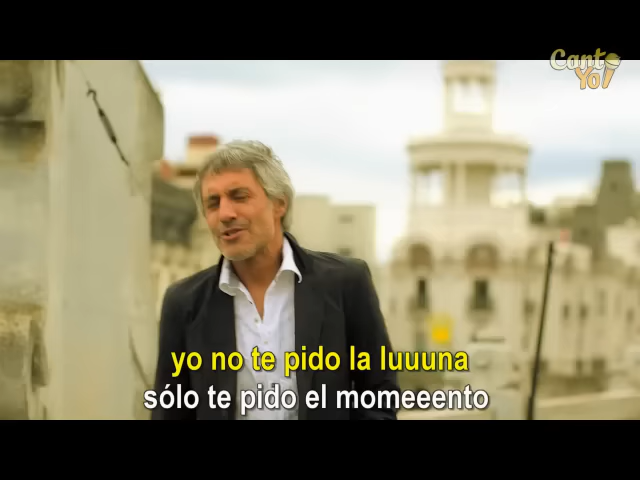 Canto
Yo!
yo no te pido la luuuna
sólo te pido el momeeento